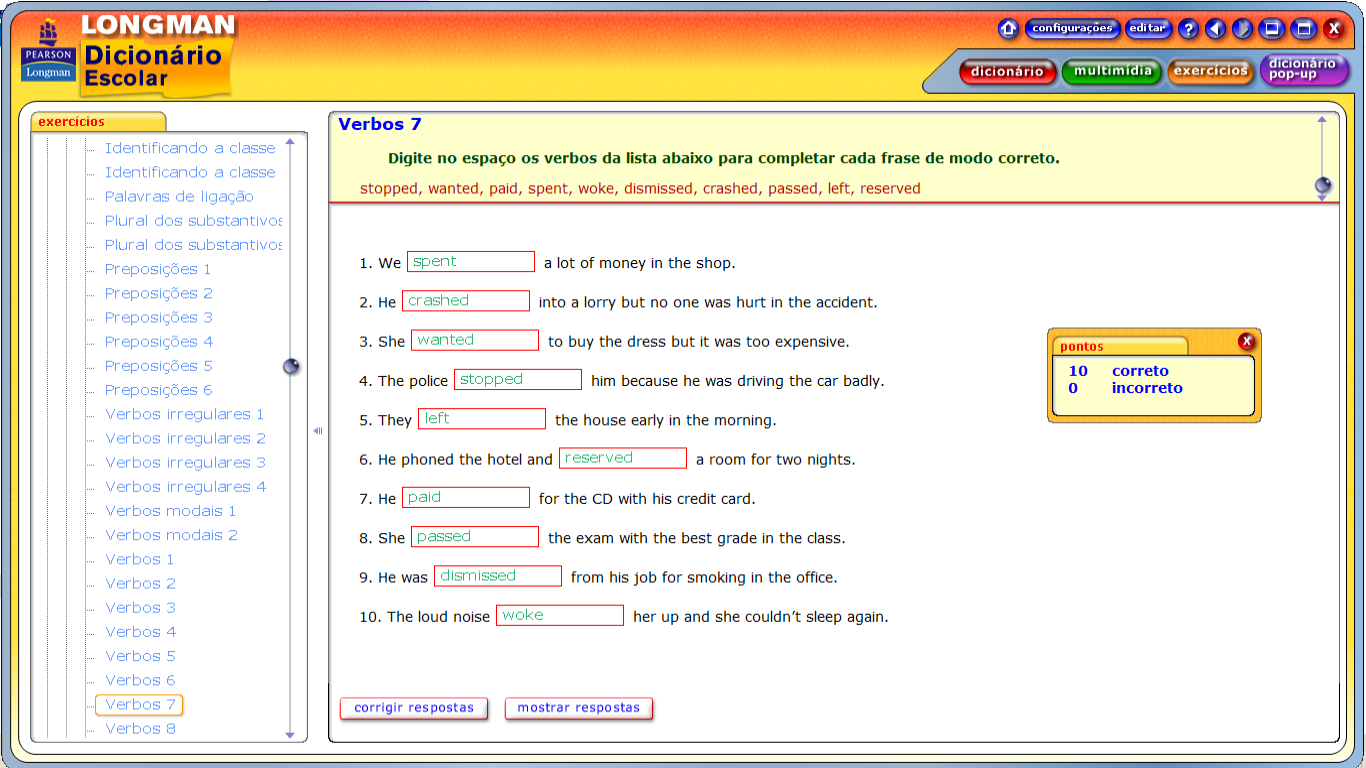 LONGMAN
Dicionário
Escolar
PEARSON
Longman
configurações
editar
?
X
dicionário
multimídia
exercícios
dicionário
pop-up
exercícios
Identificando a classe
Identificando a classe
Palavras de ligação
Plural dos substantivos
Plural dos substantivos
Preposições 1
Preposições 2
Preposições 3
Preposições 4
Preposições 5
Preposições 6
Verbos irregulares 1
Verbos irregulares 2
Verbos irregulares 3
Verbos irregulares 4
Verbos modais 1
Verbos modais 2
Verbos 1
Verbos 2
Verbos 3
Verbos 4
Verbos 5
Verbos 6
Verbos 7
Verbos 8
Verbos 7
Digite no espaço os verbos da lista abaixo para completar cada frase de modo correto.
stopped, wanted, paid, spent, woke, dismissed, crashed, passed, left, reserved
1. We spent a lot of money in the shop.
2. He crashed into a lorry but no one was hurt in the accident.
3. She wanted to buy the dress but it was too expensive.
4. The police stopped him because he was driving the car badly.
5. They left the house early in the morning.
6. He phoned the hotel and reserved a room for two nights.
7. He paid for the CD with his credit card.
8. She passed the exam with the best grade in the class.
9. He was dismissed from his job for smoking in the office.
10. The loud noise woke her up and she couldn't sleep again.
pontos
X
10 correto
0 incorreto
corrigir respostas
mostrar respostas